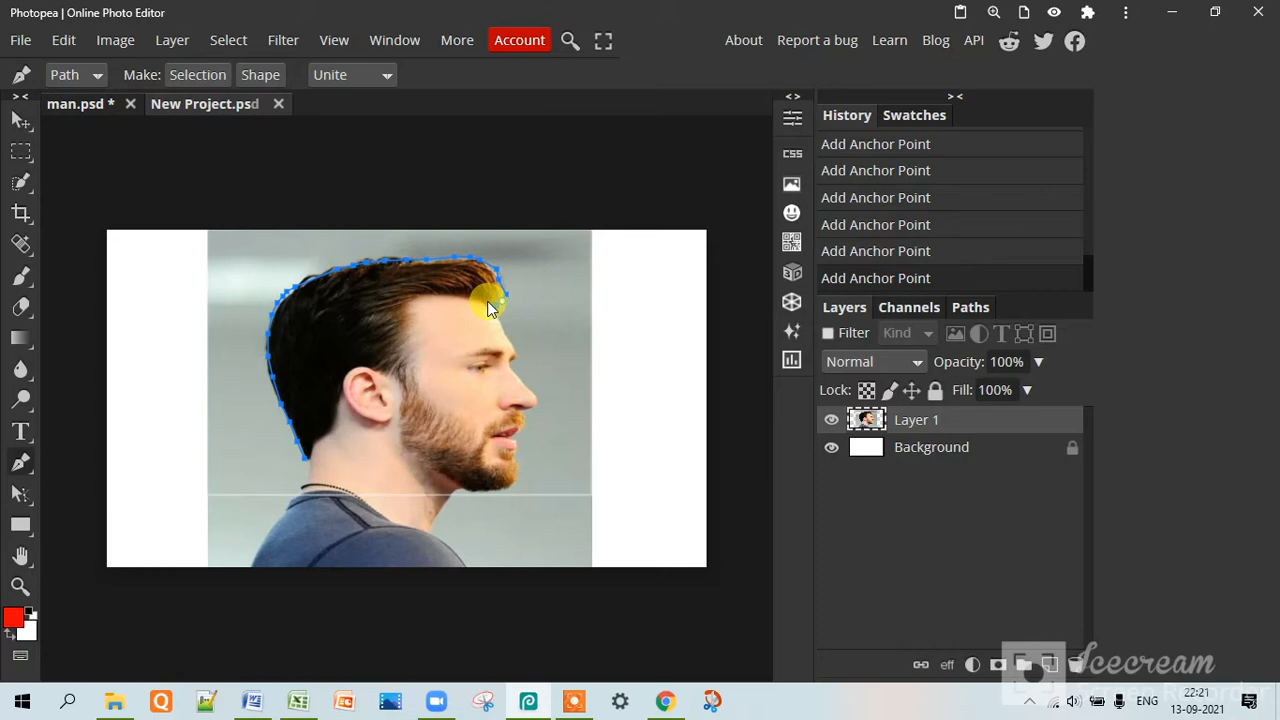 Photopea | Online Photo Editor
File Edit Image Layer Select Filter View Window More Account About Report a bug Learn Blog API
Path Make: Selection Shape Unite
> < man.psd * New Project.psd < > > <
History Swatches
Add Anchor Point
Add Anchor Point
Add Anchor Point
Add Anchor Point
Add Anchor Point
Add Anchor Point
CSS
Layers Channels Paths
Filter Kind
Normal Opacity: 100%
Lock: Fill: 100%
Layer 1
Background
eff
Icecream
Screen Recorder
22:21
13-09-2021